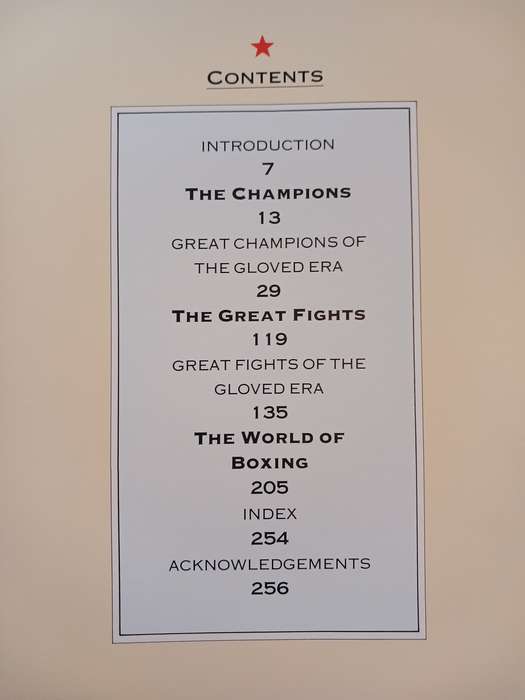 CONTENTS
INTRODUCTION
7
THE CHAMPIONS
13
GREAT CHAMPIONS OF
THE GLOVED ERA
29
THE GREAT FIGHTS
119
GREAT FIGHTS OF THE
GLOVED ERA
135
THE WORLD OF
BOXING
205
INDEX
254
ACKNOWLEDGEMENTS
256